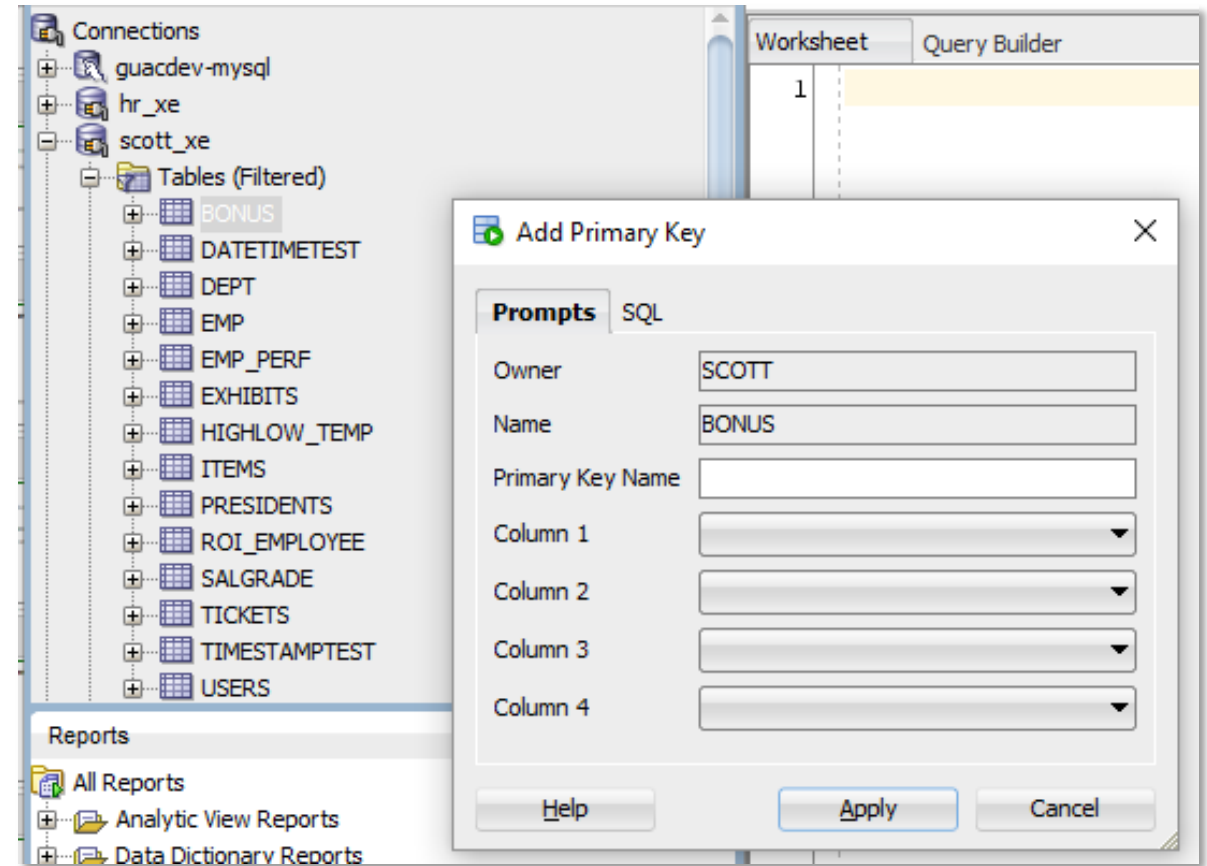 Connections
guacdev-mysql
hr_xe
scott_xe
Tables (Filtered)
BONUS
DATETIMETEST
DEPT
EMP
EMP_PERF
EXHIBITS
HIGHLOW_TEMP
ITEMS
PRESIDENTS
ROI_EMPLOYEE
SALGRADE
TICKETS
TIMESTAMPTEST
USERS
Reports
All Reports
Analytic View Reports
Data Dictionary Reports
Worksheet Query Builder
1
Add Primary Key
Prompts SQL
Owner SCOTT
Name BONUS
Primary Key Name
Column 1
Column 2
Column 3
Column 4
Help Apply Cancel